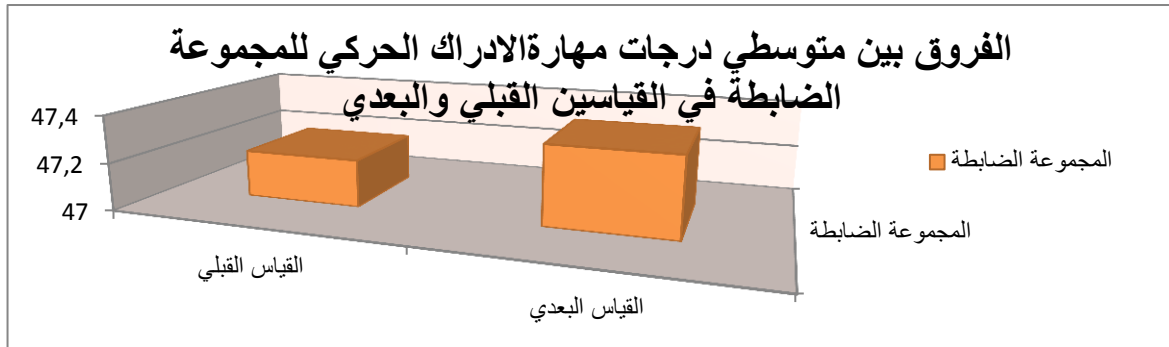 الفروق بين متوسطي درجات مهارةالادراك الحركي للمجموعة
الضابطة في القياسين القبلي والبعدي
47,4
47,2
47
المجموعة الضابطة
المجموعة الضابطة
القياس القبلي
القياس البعدي